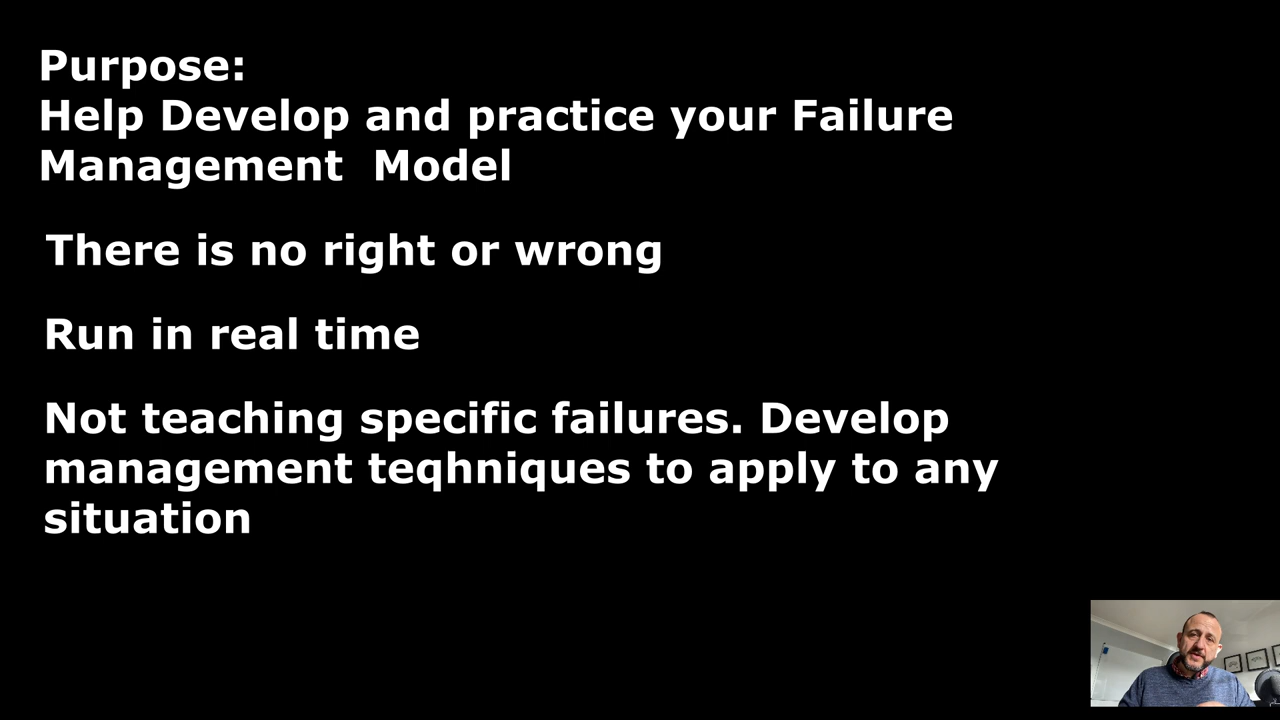 Purpose:
Help Develop and practice your Failure
Management  Model
There is no right or wrong
Run in real time
Not teaching specific failures. Develop
management teqhniques to apply to any
situation